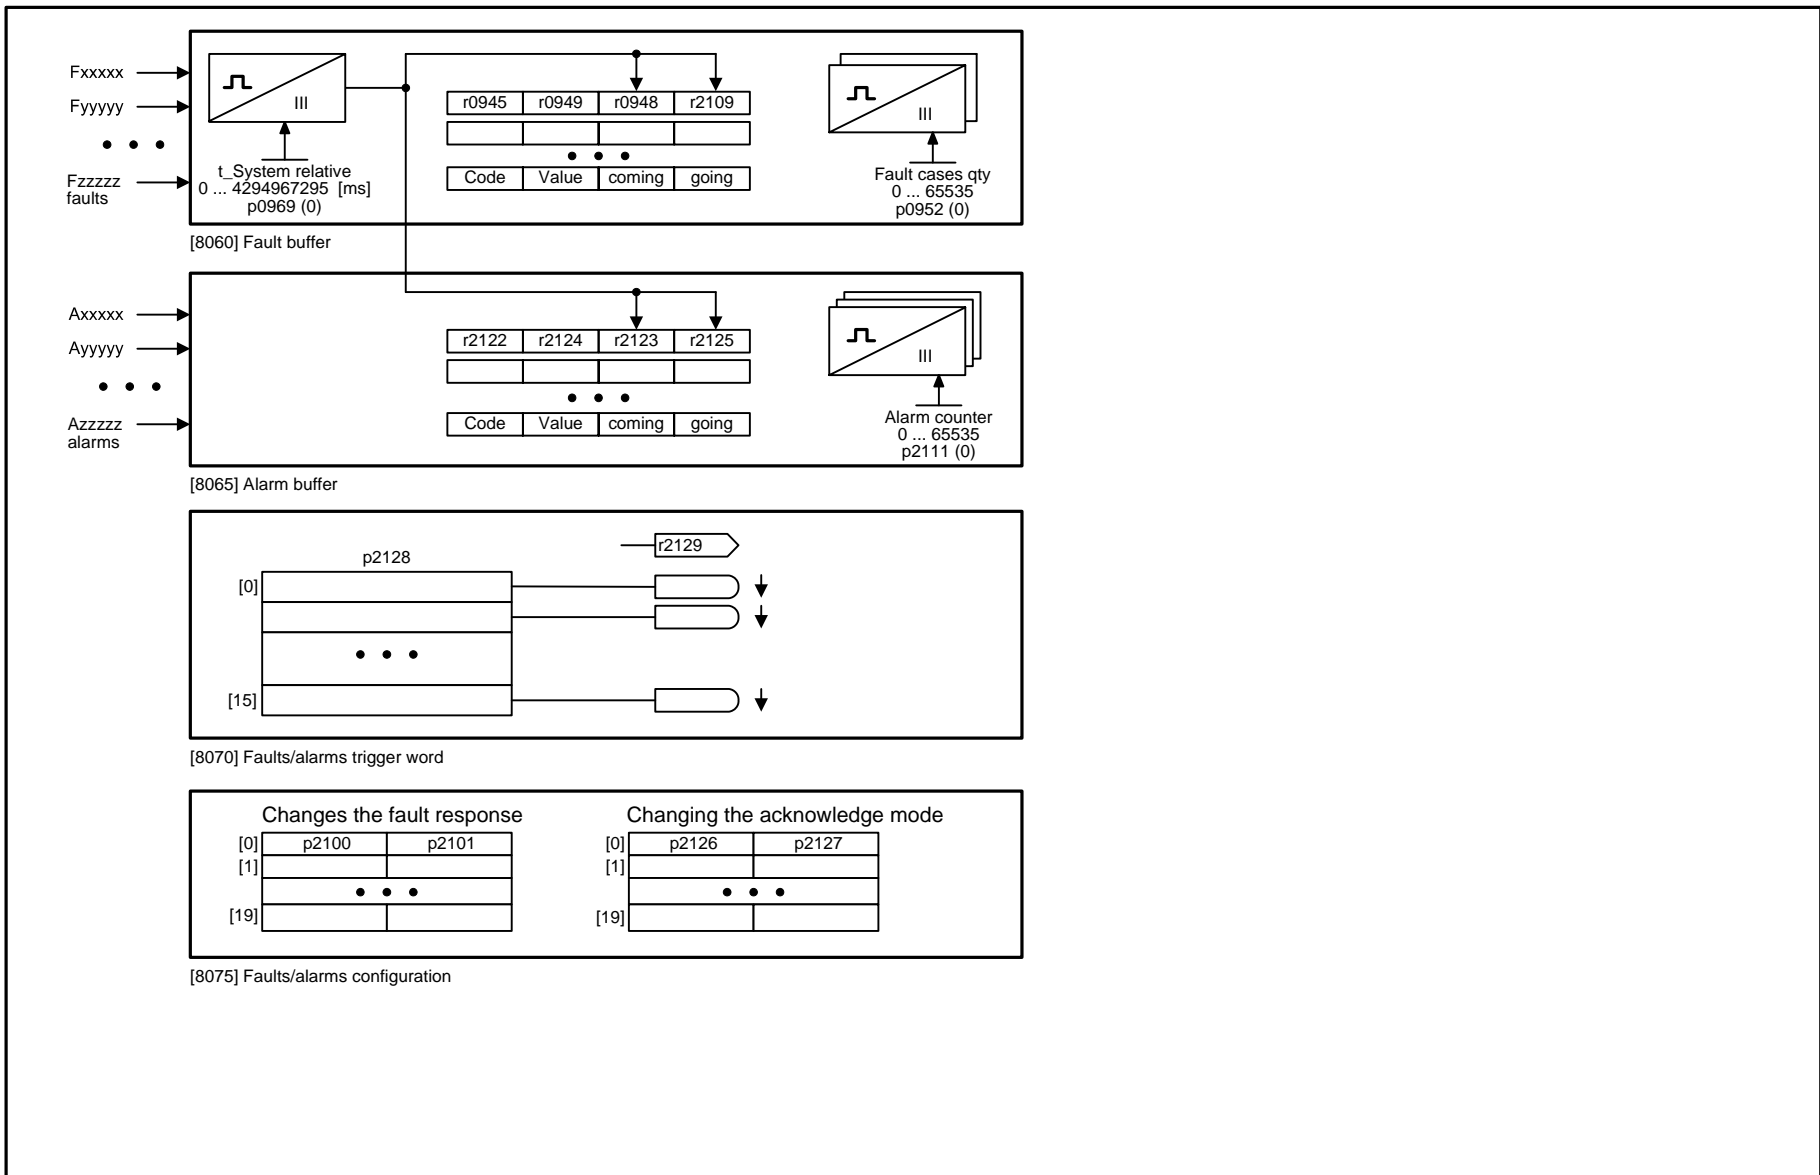 Fxxxxx
Fyyyyy
Fzzzzz
faults
III
t_System relative
0 ... 4294967295 [ms]
p0969 (0)
r0945 r0949 r0948 r2109
Code Value coming going
III
Fault cases qty
0 ... 65535
p0952 (0)
[8060] Fault buffer
Axxxxx
Ayyyyy
Azzzzz
alarms
r2122 r2124 r2123 r2125
Code Value coming going
III
Alarm counter
0 ... 65535
p2111 (0)
[8065] Alarm buffer
p2128
r2129
[0]
[15]
[8070] Faults/alarms trigger word
Changes the fault response
[0] p2100 p2101
[1]
[19]
Changing the acknowledge mode
[0] p2126 p2127
[1]
[19]
[8075] Faults/alarms configuration